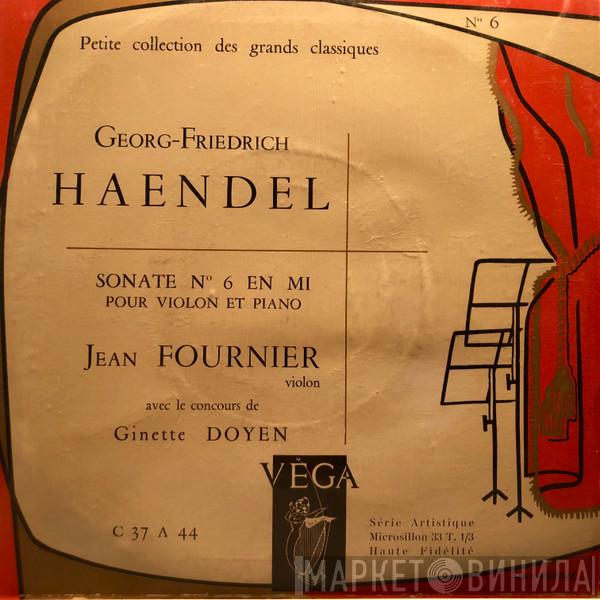 Nº 6
Petite collection des grands classiques
GEORG-FRIEDRICH
HAENDEL
SONATE Nº 6 EN MI
POUR VIOLON ET PIANO
JEAN FOURNIER
violon
avec le concours de
Ginette DOYEN
VÉGA
C 37 A 44
Série Artistique
Microsillon 33 T. 1/3
Haute Fidélité
МАРКЕТ ВИНИЛА